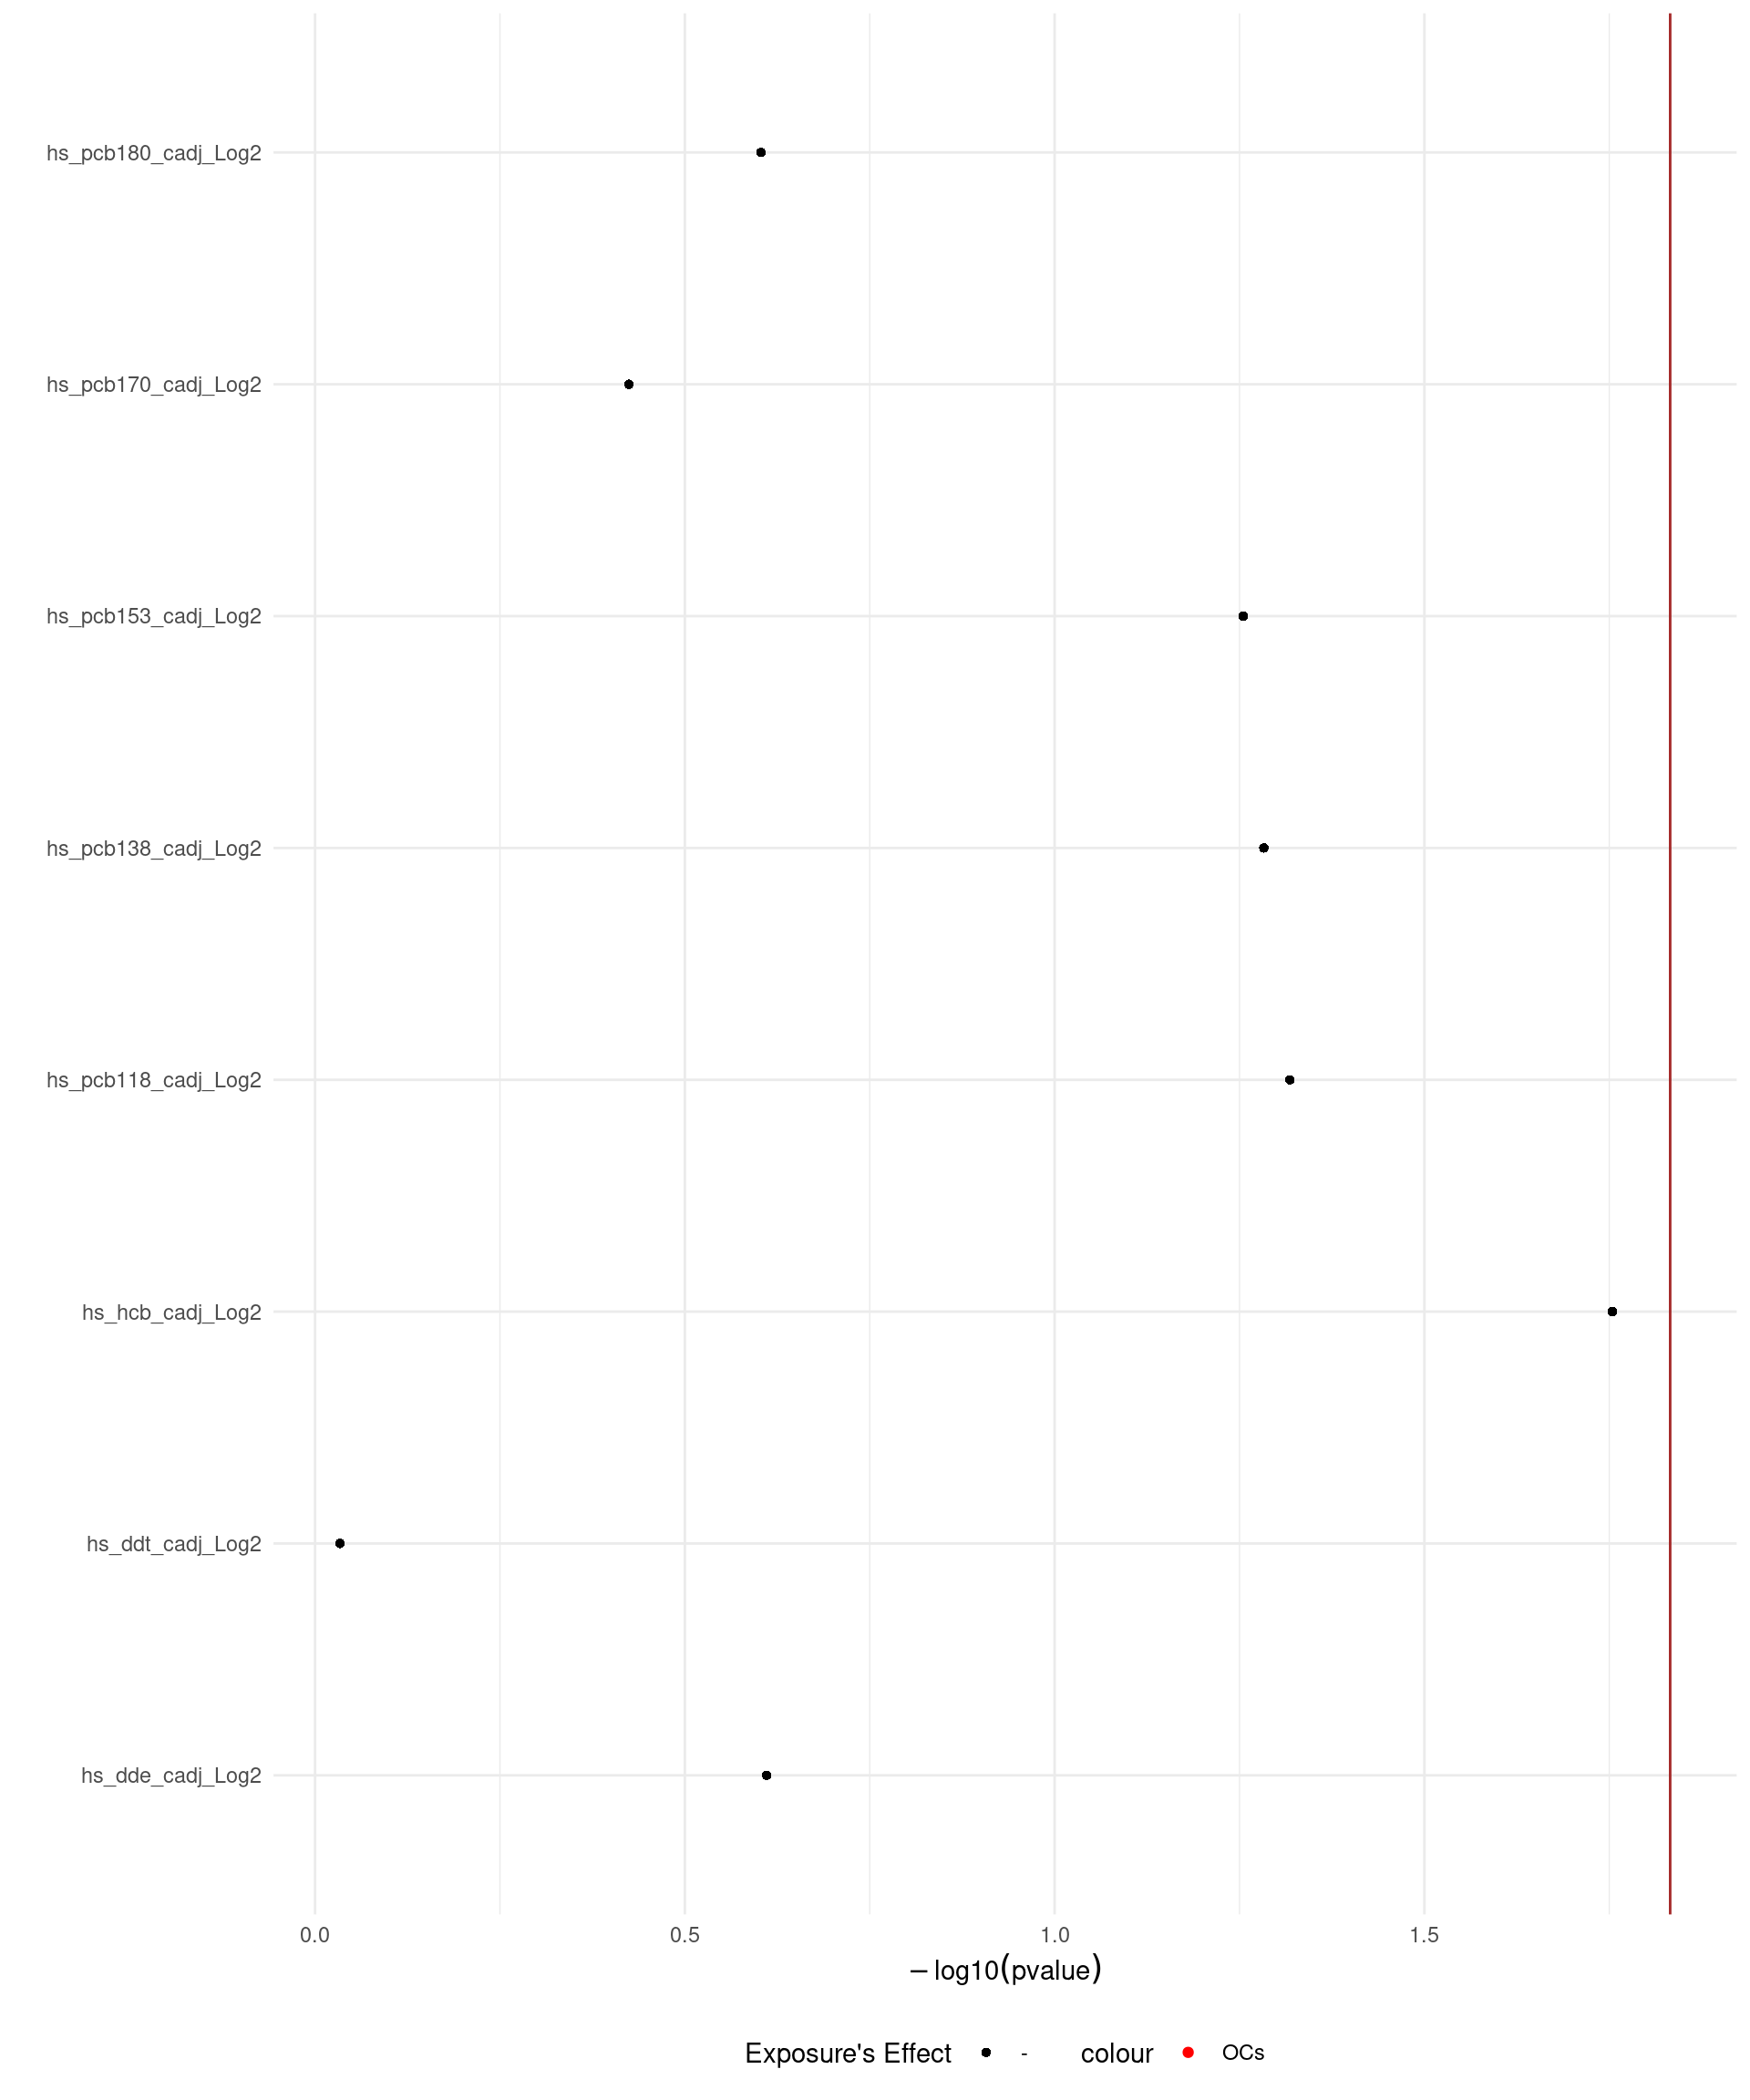 hs_pcb180_cadj_Log2
hs_pcb170_cadj_Log2
hs_pcb153_cadj_Log2
hs_pcb138_cadj_Log2
hs_pcb118_cadj_Log2
hs_hcb_cadj_Log2
hs_ddt_cadj_Log2
hs_dde_cadj_Log2
0.0 0.5 1.0 1.5
−log10(pvalue)
Exposure's Effect - colour OCs